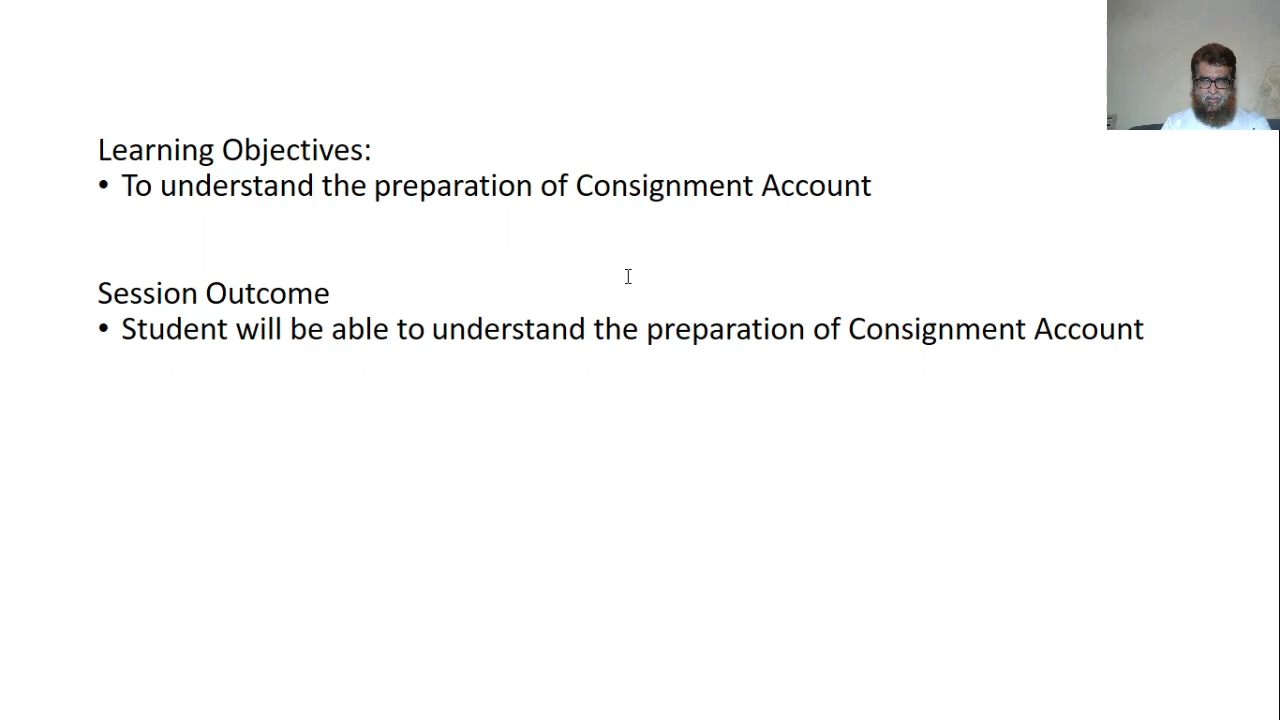 Learning Objectives:
• To understand the preparation of Consignment Account
Session Outcome
• Student will be able to understand the preparation of Consignment Account